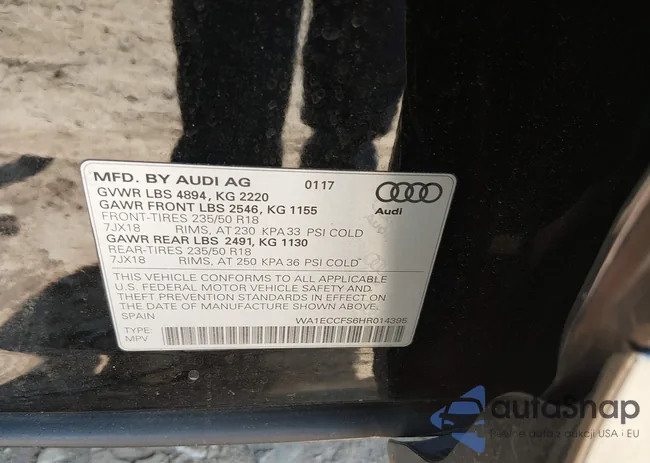 MFD. BY AUDI AG 0117
GVWR LBS 4894, KG 2220
GAWR FRONT LBS 2546, KG 1155
FRONT-TIRES 235/50 R18
7JX18 RIMS, AT 230 KPA 33 PSI COLD
GAWR REAR LBS 2491, KG 1130
REAR-TIRES 235/50 R18
7JX18 RIMS, AT 250 KPA 36 PSI COLD
Audi
THIS VEHICLE CONFORMS TO ALL APPLICABLE
U.S. FEDERAL MOTOR VEHICLE SAFETY AND
THEFT PREVENTION STANDARDS IN EFFECT ON
THE DATE OF MANUFACTURE SHOWN ABOVE.
SPAIN WA1ECCFS6HR014395
TYPE:
MPV
autoSnap
aukcji USA i EU